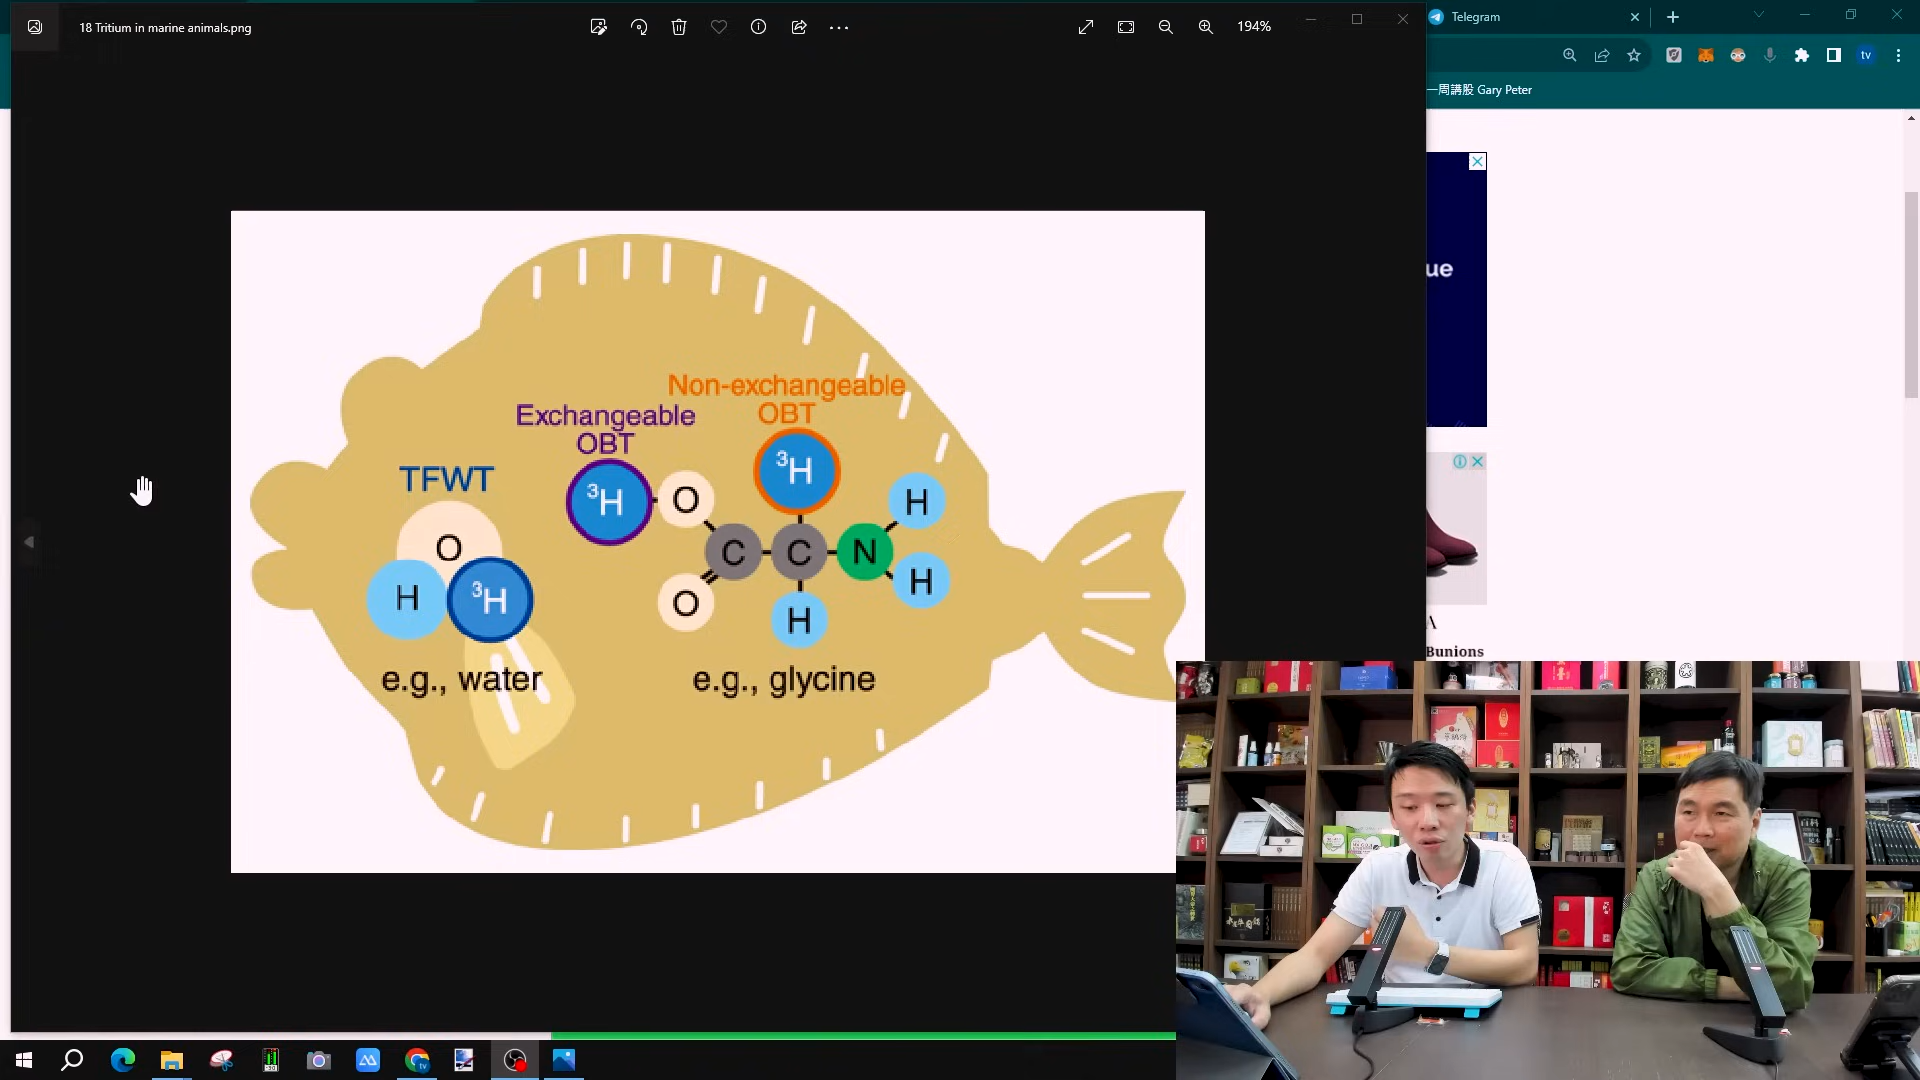 18 Tritium in marine animals.png
194%
Telegram
tv
一周講股 Gary Peter
ue
Non-exchangeable
OBT
Exchangeable
OBT
TFWT
³H
³H
O
H
O
H
³H
C
C
N
H
O
H
e.g., water
e.g., glycine
A
Bunions